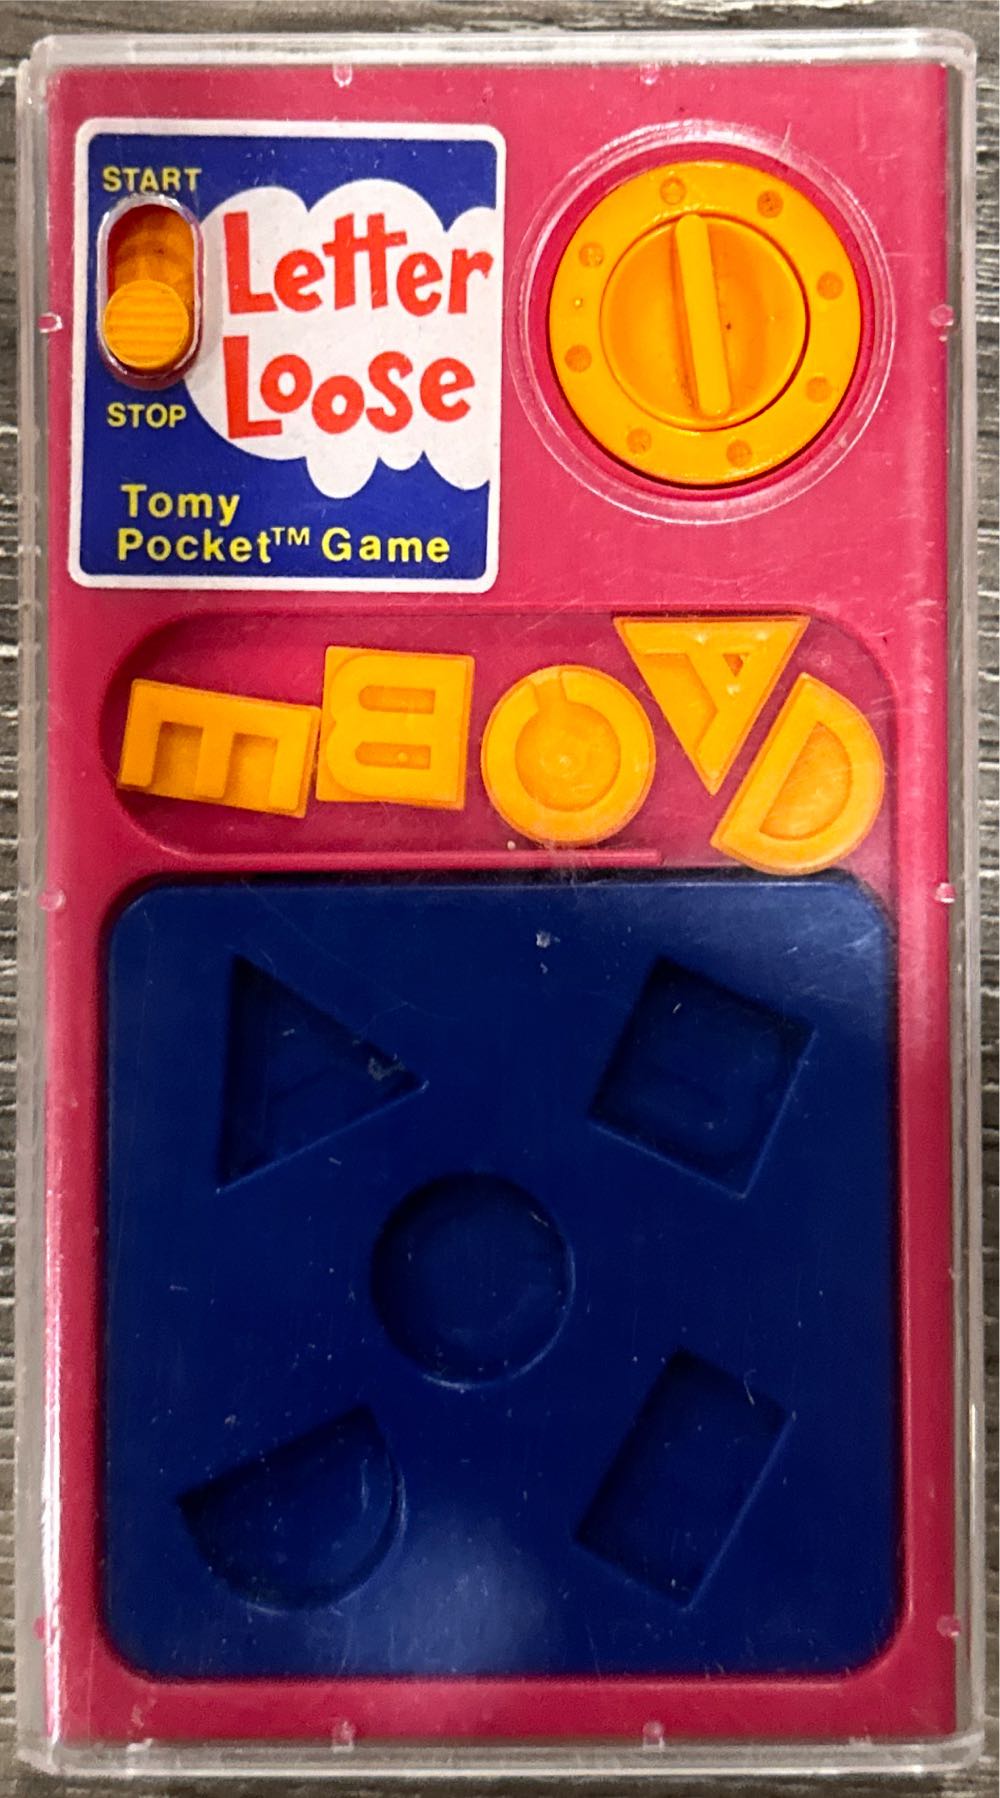 START
Letter
Loose
STOP
Tomy
Pocket™ Game
E B C A D